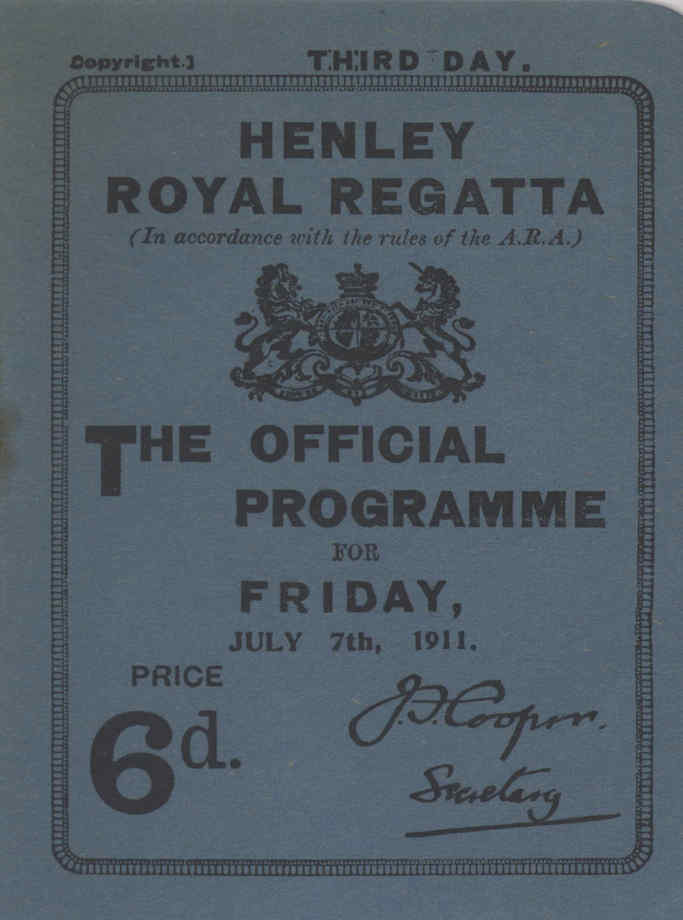 Copyright.]
THIRD DAY.
HENLEY
ROYAL REGATTA
(In accordance with the rules of the A.R.A.)
THE OFFICIAL
PROGRAMME
FOR
FRIDAY,
JULY 7th, 1911.
PRICE
6d.
J.F. Cooper.
Secretary